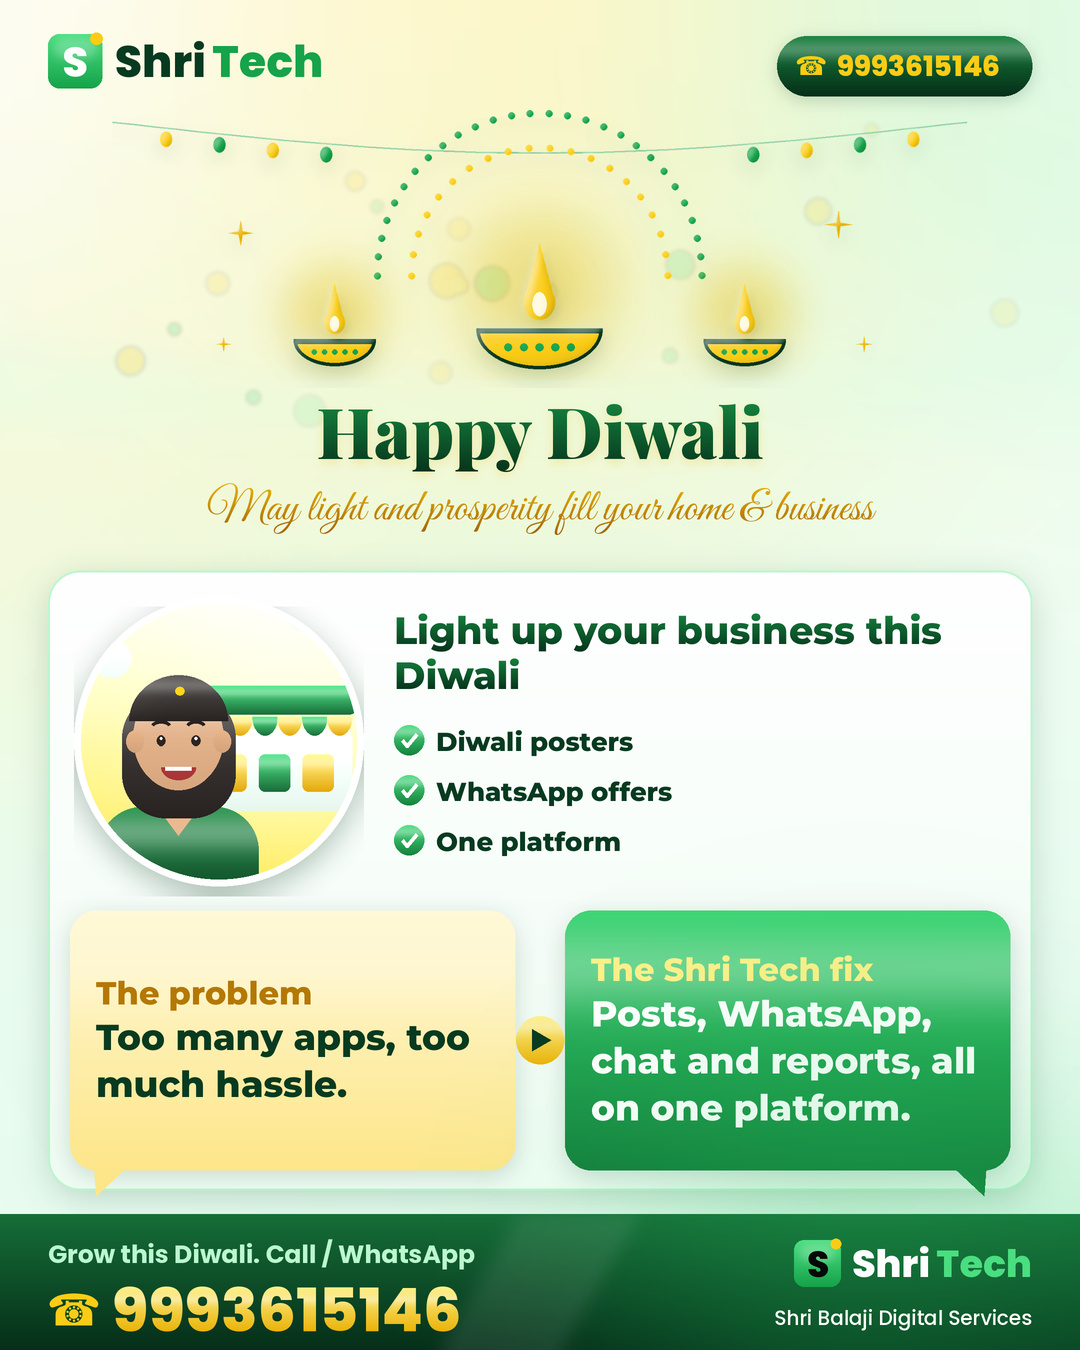 S Shri Tech
☎ 9993615146
Happy Diwali
May light and prosperity fill your home & business
Light up your business this
Diwali
Diwali posters
WhatsApp offers
One platform
The problem
Too many apps, too
much hassle.
The Shri Tech fix
Posts, WhatsApp,
chat and reports, all
on one platform.
Grow this Diwali. Call / WhatsApp
☎ 9993615146
S Shri Tech
Shri Balaji Digital Services